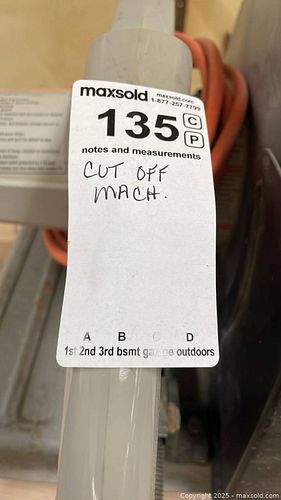 maxsold maxsold.com
1-877-257-7799
135 C
P
notes and measurements
CUT OFF
MACH.
A B C D
1st 2nd 3rd bsmt garage outdoors
Copyright © 2025 - maxsold.com